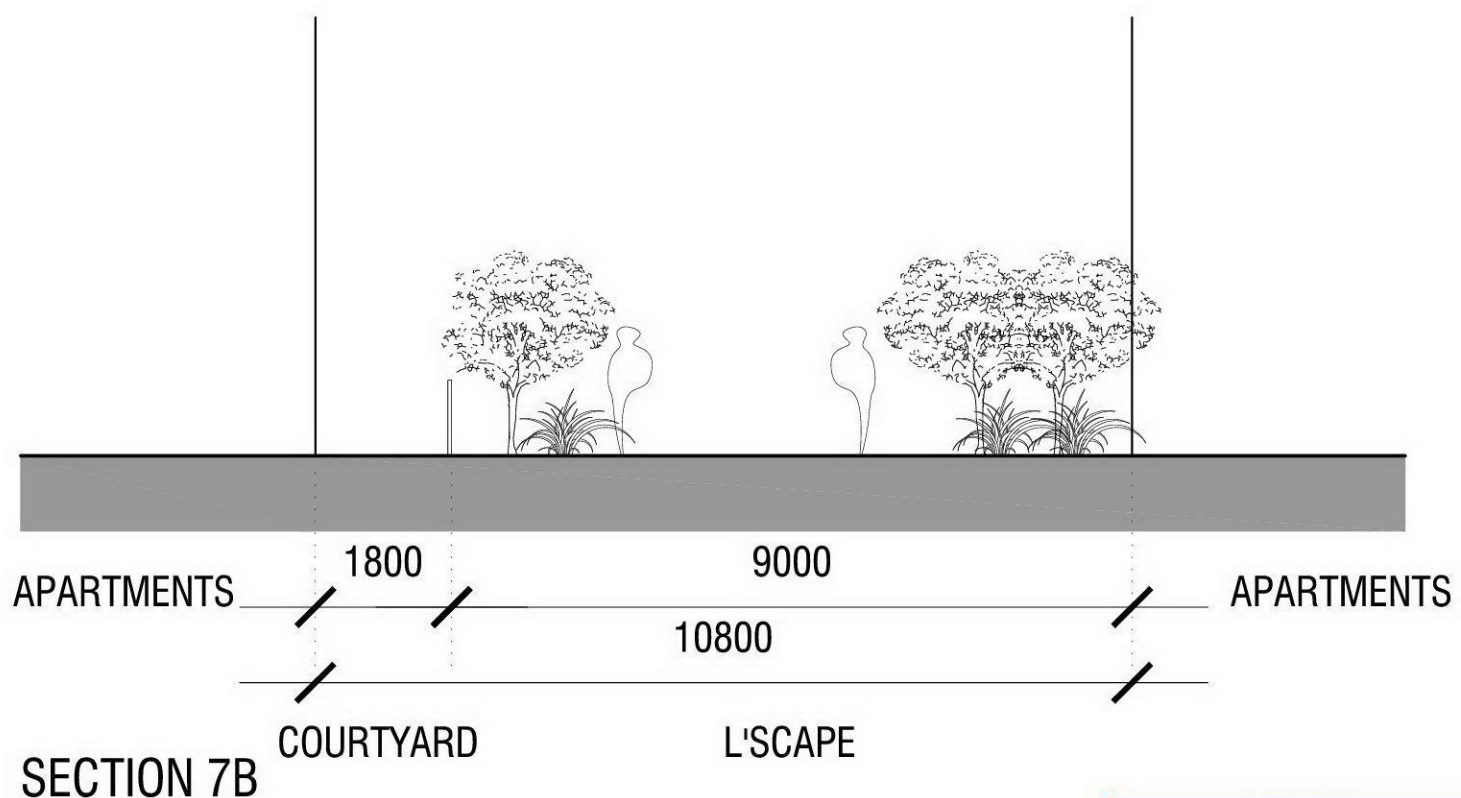 1800 9000
APARTMENTS APARTMENTS
10800
COURTYARD L'SCAPE
SECTION 7B